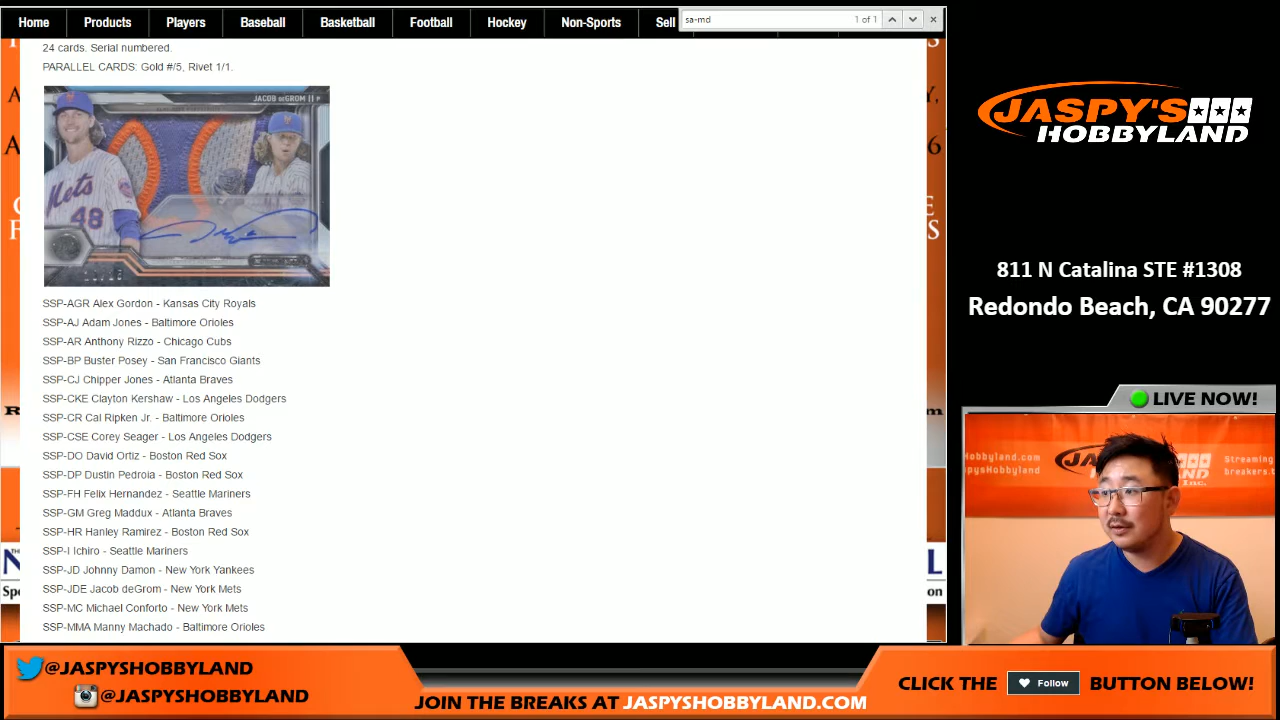 Home Products Players Baseball Basketball Football Hockey Non-Sports Sell
sa-md 1 of 1
24 cards. Serial numbered.
PARALLEL CARDS: Gold #/5, Rivet 1/1.
JACOB deGROM II P
Mets
48
SSP-AGR Alex Gordon - Kansas City Royals
SSP-AJ Adam Jones - Baltimore Orioles
SSP-AR Anthony Rizzo - Chicago Cubs
SSP-BP Buster Posey - San Francisco Giants
SSP-CJ Chipper Jones - Atlanta Braves
SSP-CKE Clayton Kershaw - Los Angeles Dodgers
SSP-CR Cal Ripken Jr. - Baltimore Orioles
SSP-CSE Corey Seager - Los Angeles Dodgers
SSP-DO David Ortiz - Boston Red Sox
SSP-DP Dustin Pedroia - Boston Red Sox
SSP-FH Felix Hernandez - Seattle Mariners
SSP-GM Greg Maddux - Atlanta Braves
SSP-HR Hanley Ramirez - Boston Red Sox
SSP-I Ichiro - Seattle Mariners
SSP-JD Johnny Damon - New York Yankees
SSP-JDE Jacob deGrom - New York Mets
SSP-MC Michael Conforto - New York Mets
SSP-MMA Manny Machado - Baltimore Orioles
JASPY'S
HOBBYLAND
811 N Catalina STE #1308
Redondo Beach, CA 90277
LIVE NOW!
@JASPYSHOBBYLAND
@JASPYSHOBBYLAND
JOIN THE BREAKS AT JASPYSHOBBYLAND.COM
CLICK THE Follow BUTTON BELOW!